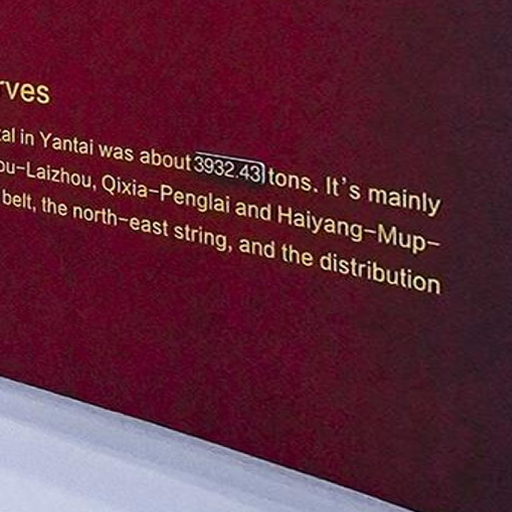 rves
tal in Yantai was about 3932.43 tons. It's mainly
ou-Laizhou, Qixia-Penglai and Haiyang-Mup-
belt, the north-east string, and the distribution